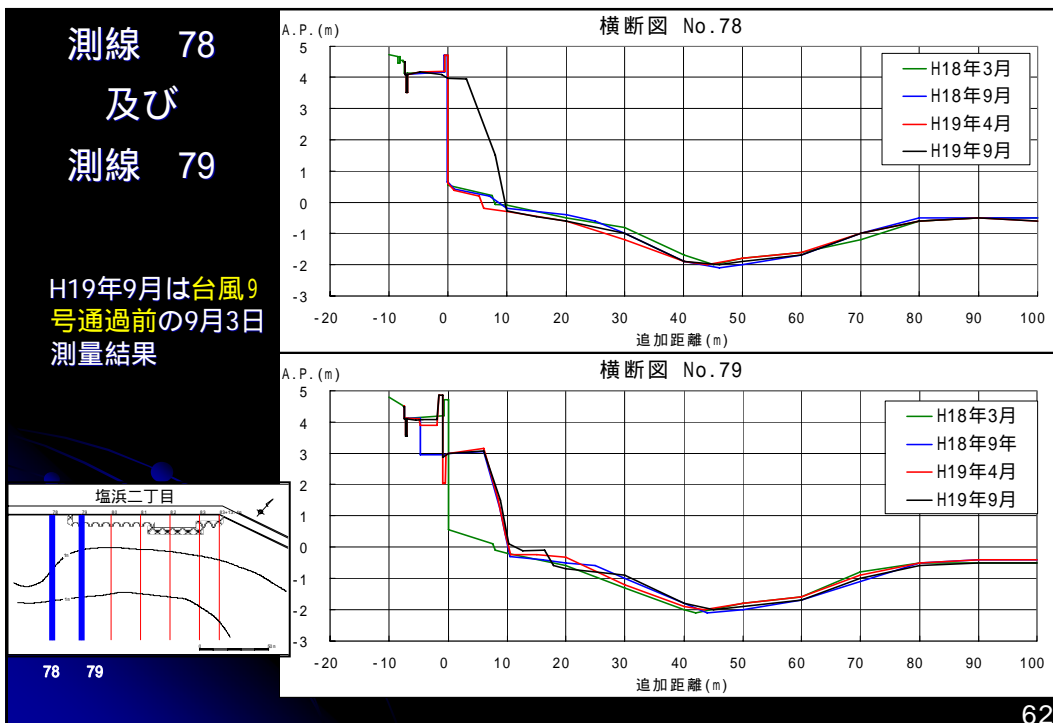 測線　78
及び
測線　79
H19年9月は台風9
号通過前の9月3日
測量結果
横断図 No.78
A.P.(m)
5
4
3
2
1
0
-1
-2
-3
-20 -10 0 10 20 30 40 50 60 70 80 90 100
追加距離(m)
H18年3月
H18年9月
H19年4月
H19年9月
横断図 No.79
A.P.(m)
5
4
3
2
1
0
-1
-2
-3
-20 -10 0 10 20 30 40 50 60 70 80 90 100
追加距離(m)
H18年3月
H18年9年
H19年4月
H19年9月
塩浜二丁目
78 79 80 81 82 83
78 79
62